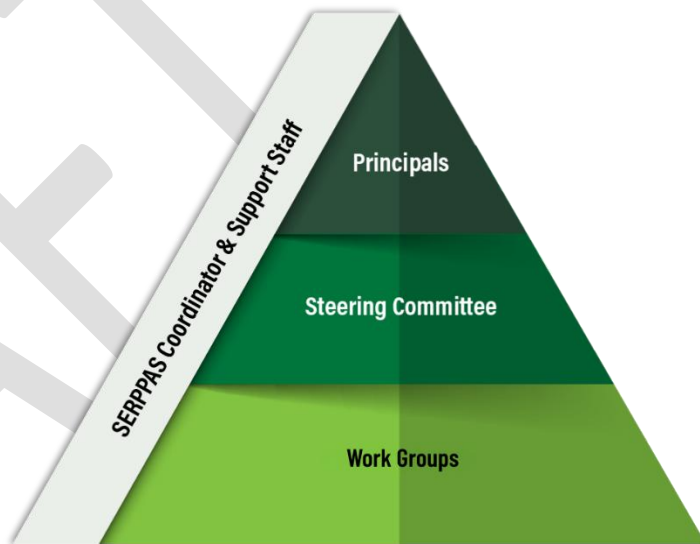 Principals
SERPPAS Coordinator & Support Staff
Steering Committee
Work Groups